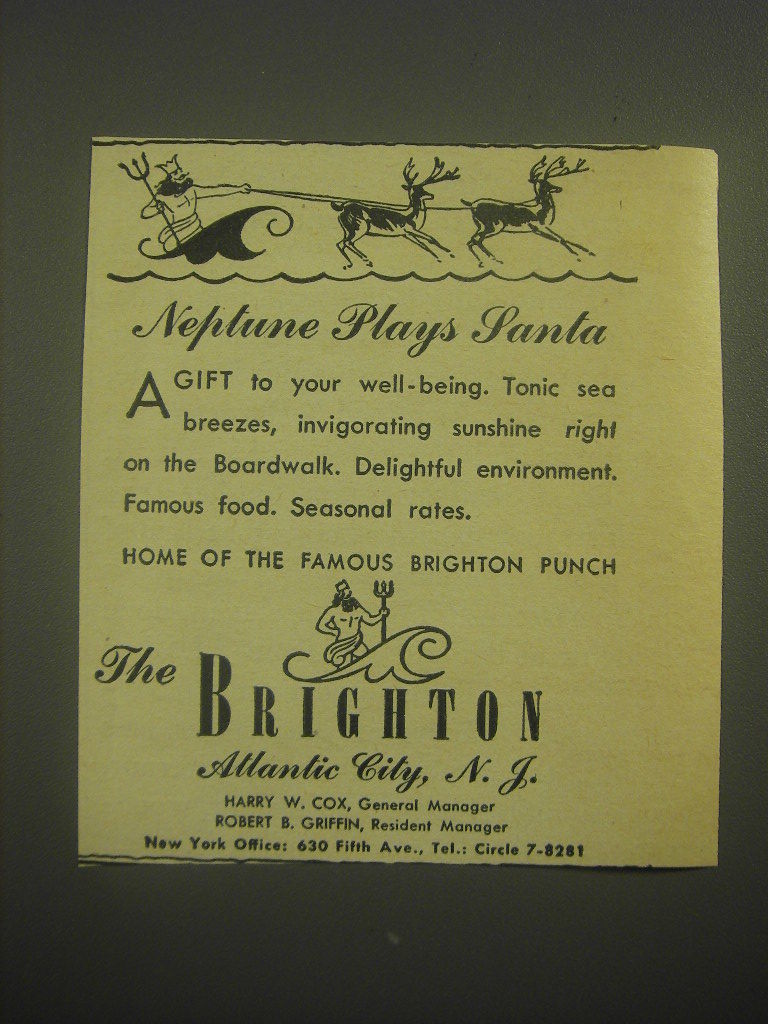 Neptune Plays Santa
A GIFT to your well-being. Tonic sea
breezes, invigorating sunshine right
on the Boardwalk. Delightful environment.
Famous food. Seasonal rates.
HOME OF THE FAMOUS BRIGHTON PUNCH
The BRIGHTON
Atlantic City, N. J.
HARRY W. COX, General Manager
ROBERT B. GRIFFIN, Resident Manager
New York Office: 630 Fifth Ave., Tel.: Circle 7-8281